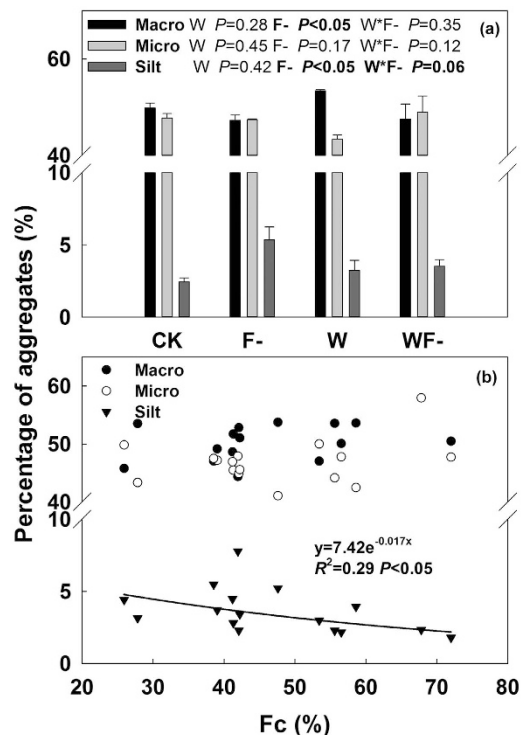 Macro W P=0.28 F- P<0.05 W*F- P=0.35 (a)
Micro W P=0.45 F- P=0.17 W*F- P=0.12
Silt W P=0.42 F- P<0.05 W*F- P=0.06
60
40
10
5
0
CK F- W WF-
Percentage of aggregates (%)
Macro (b)
Micro
Silt
60
50
40
10
5
0
y=7.42e^-0.017x
R²=0.29 P<0.05
20 30 40 50 60 70 80
Fc (%)